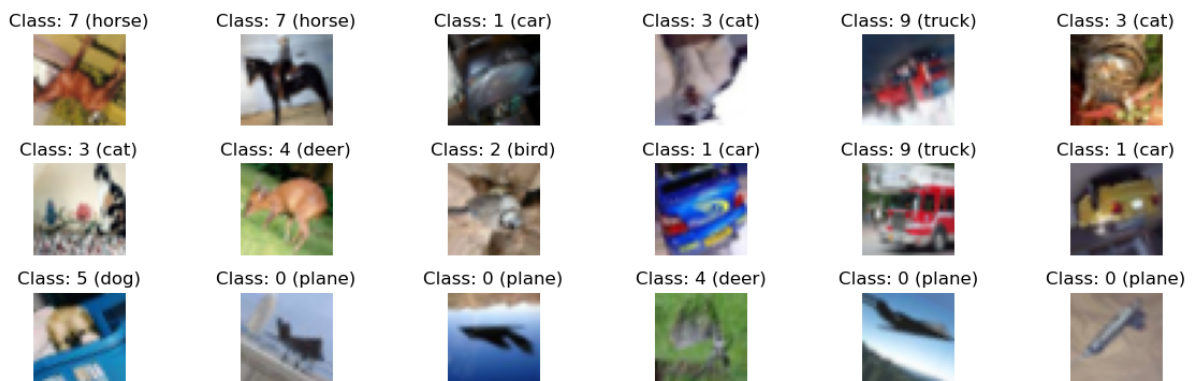 Class: 7 (horse) Class: 7 (horse) Class: 1 (car) Class: 3 (cat) Class: 9 (truck) Class: 3 (cat)
Class: 3 (cat) Class: 4 (deer) Class: 2 (bird) Class: 1 (car) Class: 9 (truck) Class: 1 (car)
Class: 5 (dog) Class: 0 (plane) Class: 0 (plane) Class: 4 (deer) Class: 0 (plane) Class: 0 (plane)